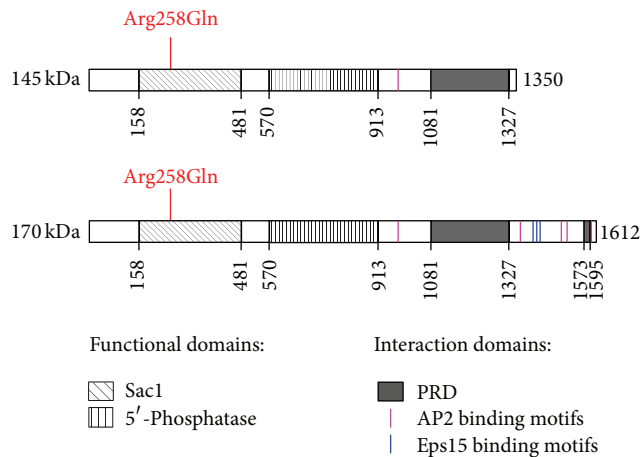 Arg258Gln
145 kDa
1350
158 481 570 913 1081 1327
Arg258Gln
170 kDa
1612
158 481 570 913 1081 1327 1573 1595
Functional domains:
Sac1
5′-Phosphatase
Interaction domains:
PRD
AP2 binding motifs
Eps15 binding motifs